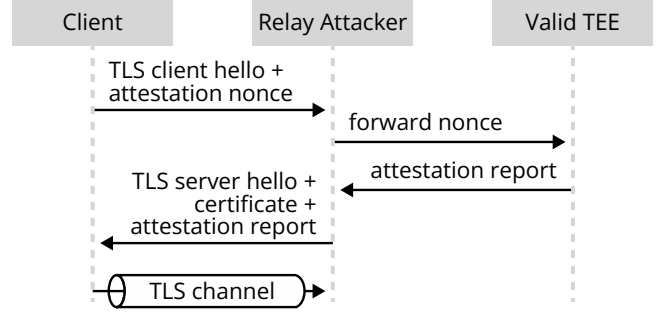 Client
Relay Attacker
Valid TEE
TLS client hello +
attestation nonce
forward nonce
attestation report
TLS server hello +
certificate +
attestation report
TLS channel